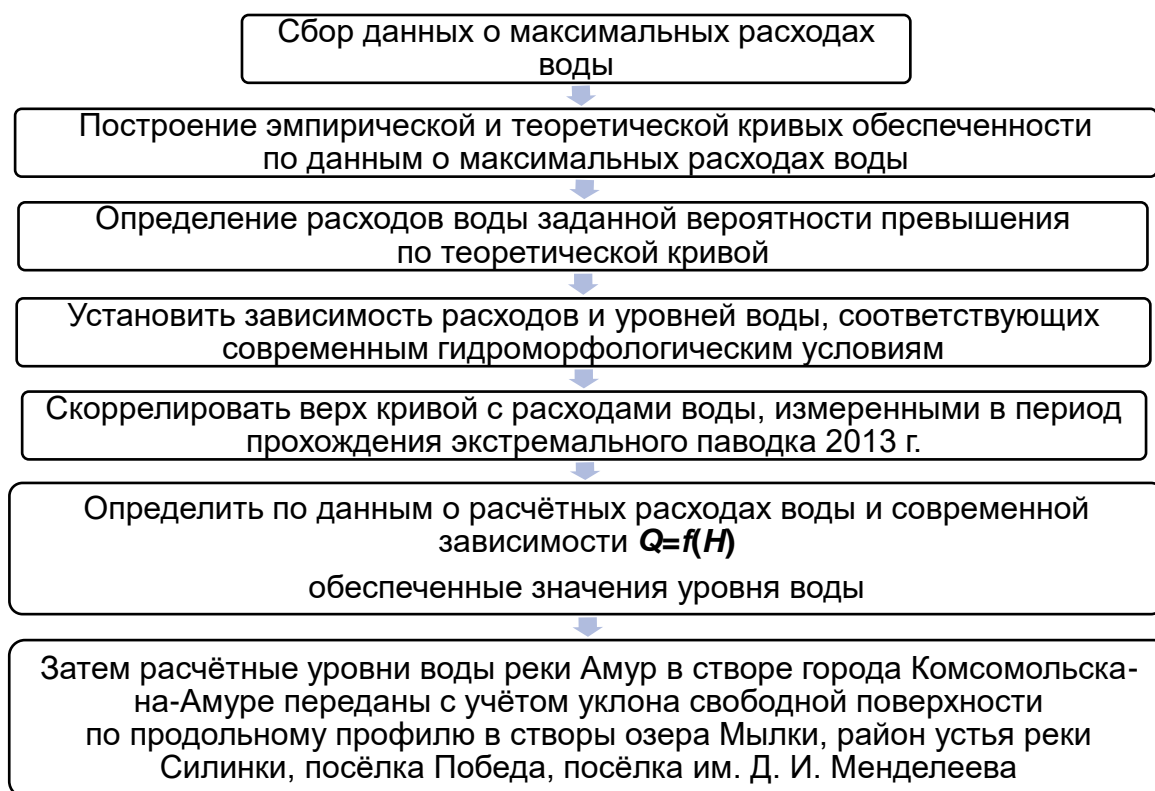 Сбор данных о максимальных расходах
воды
Построение эмпирической и теоретической кривых обеспеченности
по данным о максимальных расходах воды
Определение расходов воды заданной вероятности превышения
по теоретической кривой
Установить зависимость расходов и уровней воды, соответствующих
современным гидроморфологическим условиям
Скоррелировать верх кривой с расходами воды, измеренными в период
прохождения экстремального паводка 2013 г.
Определить по данным о расчётных расходах воды и современной
зависимости Q=f(H)
обеспеченные значения уровня воды
Затем расчётные уровни воды реки Амур в створе города Комсомольска-
на-Амуре переданы с учётом уклона свободной поверхности
по продольному профилю в створы озера Мылки, район устья реки
Силинки, посёлка Победа, посёлка им. Д. И. Менделеева